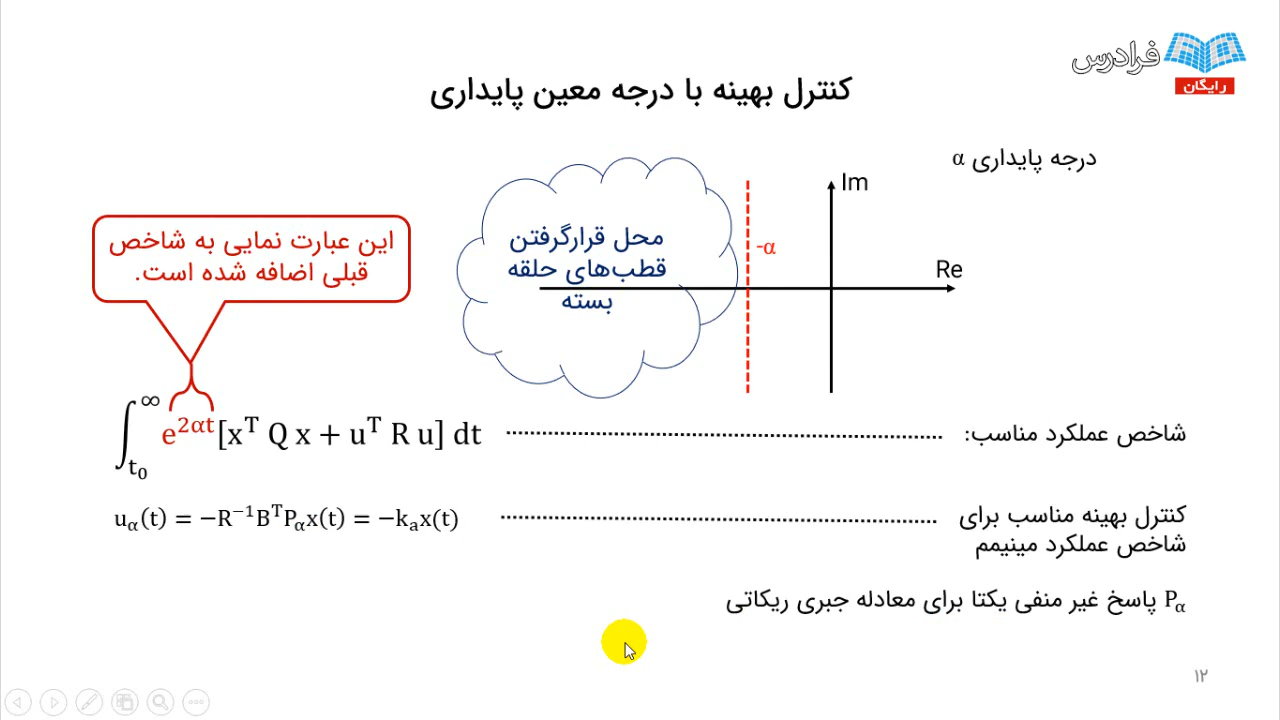 فرادرس
رایگان
کنترل بهینه با درجه معین پایداری
درجه پایداری α
Im
Re
-α
محل قرارگرفتن
قطب‌های حلقه
بسته
این عبارت نمایی به شاخص
قبلی اضافه شده است.
شاخص عملکرد مناسب:
∫_{t₀}^{∞} e^{2αt}[x^T Q x + u^T R u] dt
کنترل بهینه مناسب برای
شاخص عملکرد مینیمم
u_α(t) = −R^{−1}B^T P_α x(t) = −k_a x(t)
P_α پاسخ غیر منفی یکتا برای معادله جبری ریکاتی
۱۲